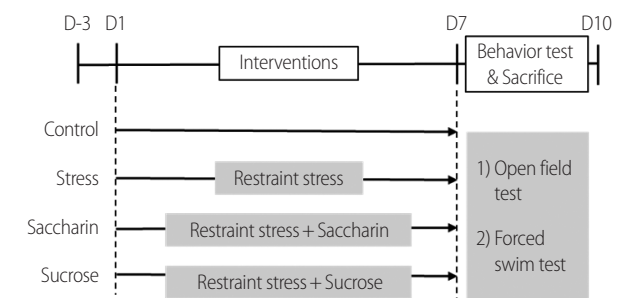 D-3 D1 D7 D10
Interventions
Behavior test
& Sacrifice
Control
Stress Restraint stress
Saccharin Restraint stress + Saccharin
Sucrose Restraint stress + Sucrose
1) Open field
test
2) Forced
swim test